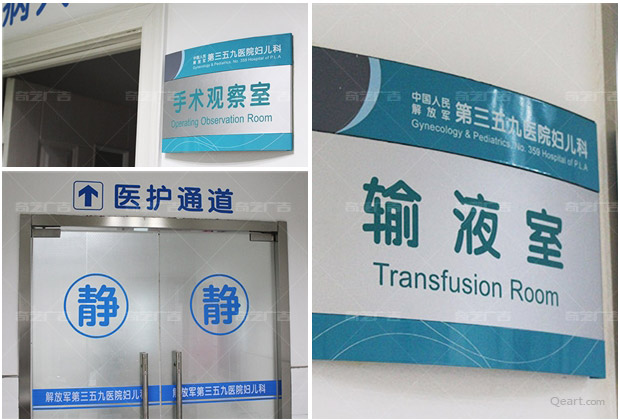 中国人民
解放军
第三五九医院妇儿科
Gynecology & Pediatrics, No. 359 Hospital of P.L.A
手术观察室
Operating Observation Room
医护通道
静
静
解放军第三五九医院妇儿科
解放军第三五九医院妇儿科
中国人民
解放军
第三五九医院妇儿科
Gynecology & Pediatrics, No. 359 Hospital of P.L.A
输液室
Transfusion Room
Qeart.com